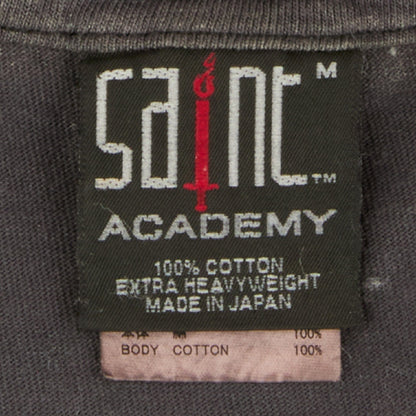 saint M
TM
ACADEMY
100% COTTON
EXTRA HEAVYWEIGHT
MADE IN JAPAN
本体 綿 100%
BODY COTTON 100%